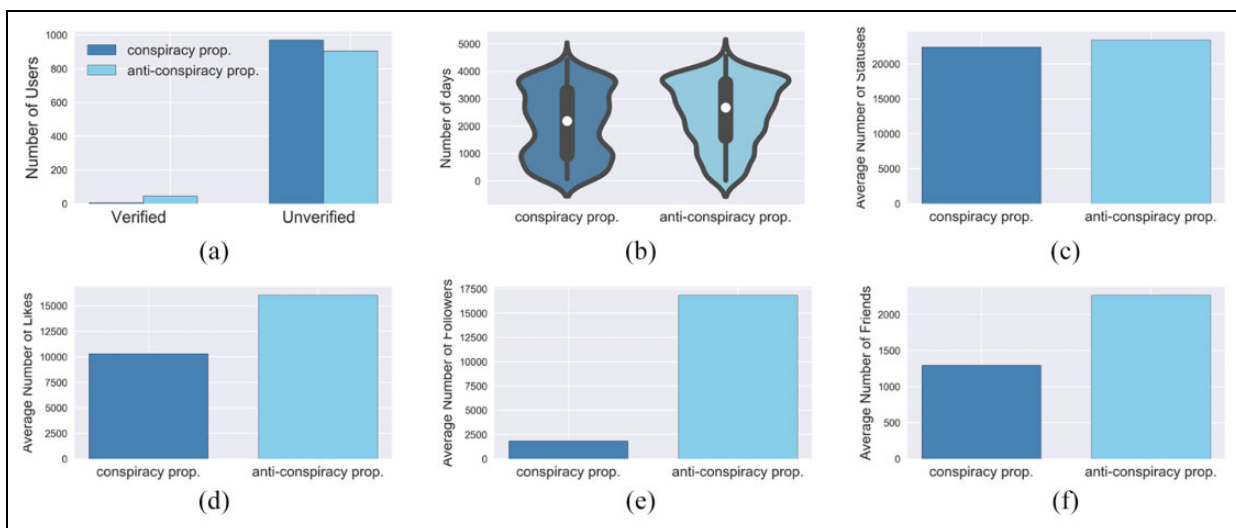 1000
800
600
400
200
0
Number of Users
conspiracy prop.
anti-conspiracy prop.
Verified
Unverified
(a)
5000
4000
3000
2000
1000
0
Number of days
conspiracy prop.
anti-conspiracy prop.
(b)
20000
15000
10000
5000
0
Average Number of Statuses
conspiracy prop.
anti-conspiracy prop.
(c)
15000
12500
10000
7500
5000
2500
0
Average Number of Likes
conspiracy prop.
anti-conspiracy prop.
(d)
17500
15000
12500
10000
7500
5000
2500
0
Average Number of Followers
conspiracy prop.
anti-conspiracy prop.
(e)
2000
1500
1000
500
0
Average Number of Friends
conspiracy prop.
anti-conspiracy prop.
(f)